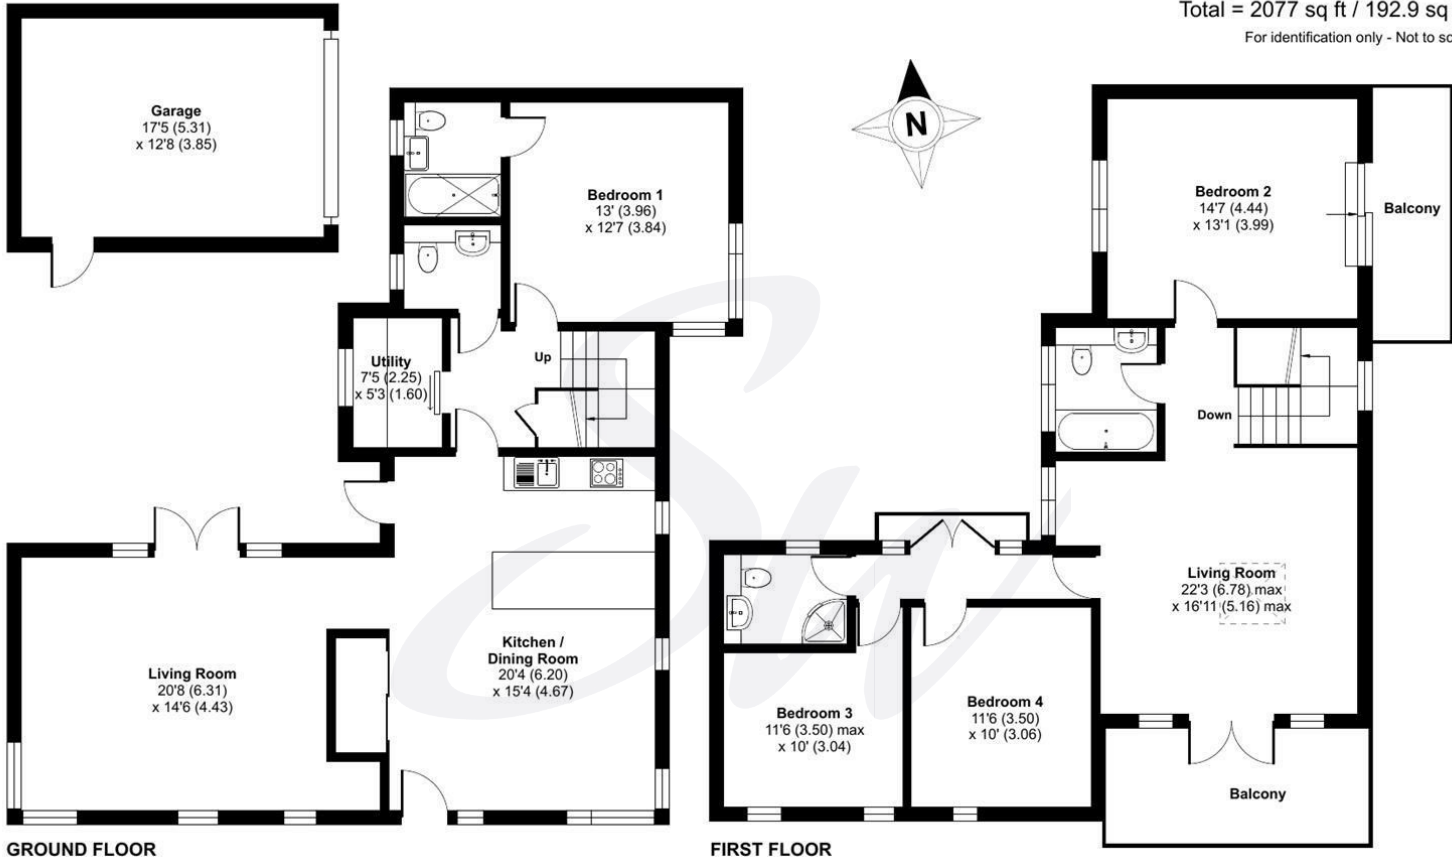 Total = 2077 sq ft / 192.9 sq
For identification only - Not to sc
Garage
17'5 (5.31)
x 12'8 (3.85)
Bedroom 1
13' (3.96)
x 12'7 (3.84)
Utility
7'5 (2.25)
x 5'3 (1.60)
Up
Living Room
20'8 (6.31)
x 14'6 (4.43)
Kitchen /
Dining Room
20'4 (6.20)
x 15'4 (4.67)
GROUND FLOOR
N
Bedroom 2
14'7 (4.44)
x 13'1 (3.99)
Balcony
Down
Living Room
22'3 (6.78) max
x 16'11 (5.16) max
Bedroom 3
11'6 (3.50) max
x 10' (3.04)
Bedroom 4
11'6 (3.50)
x 10' (3.06)
Balcony
FIRST FLOOR
Sw